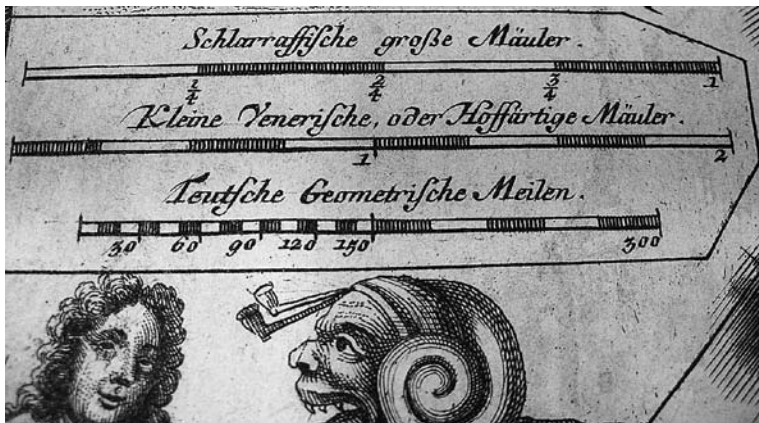 Schlarraffische große Mäuler.
1/4 2/4 3/4 1
Kleine Venerische, oder Hoffärtige Mäuler.
1 2
Teutsche Geometrische Meilen.
30 60 90 120 150 300